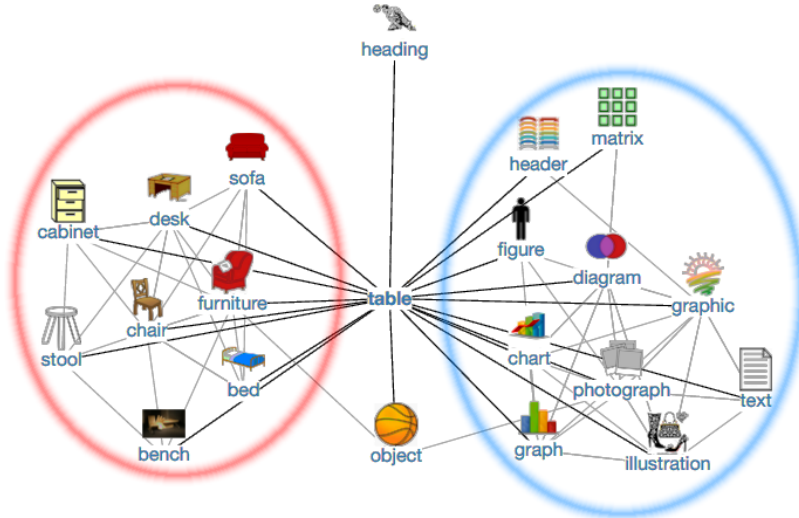 heading
matrix
header
sofa
desk
cabinet
figure
diagram
furniture
table
graphic
chair
stool
chart
bed
photograph
text
bench
object
graph
illustration